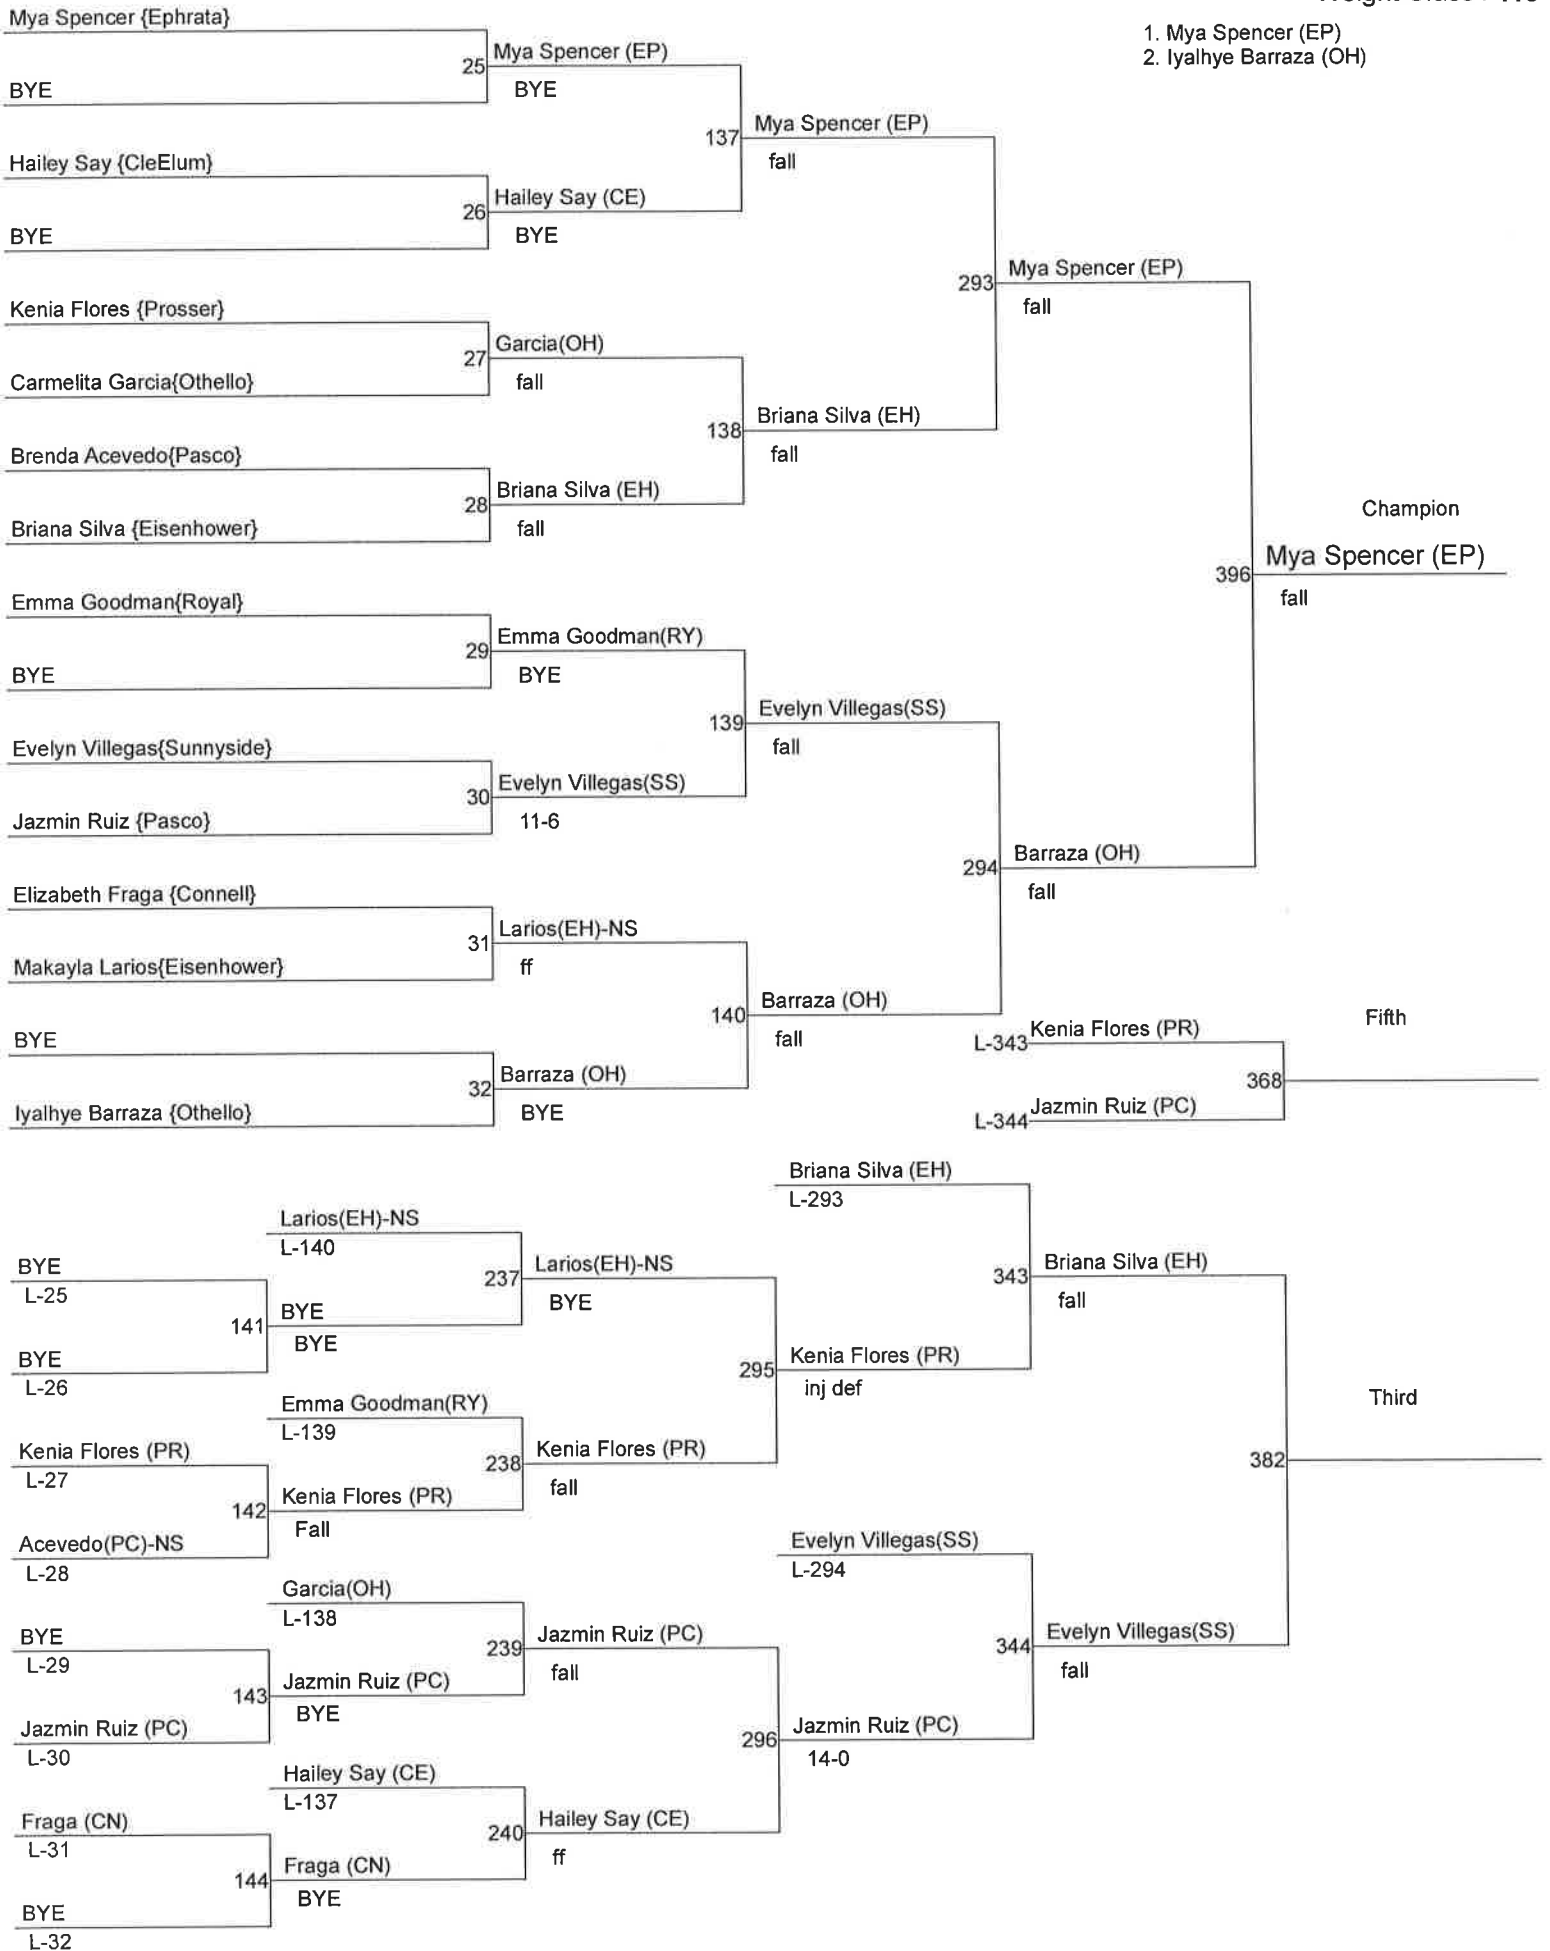 1. Mya Spencer (EP)
2. Iyalhye Barraza (OH)
Mya Spencer {Ephrata}
25
Mya Spencer (EP)
BYE
BYE
137
Mya Spencer (EP)
fall
Hailey Say {CleElum}
26
Hailey Say (CE)
BYE
BYE
293
Mya Spencer (EP)
fall
Kenia Flores {Prosser}
27
Garcia(OH)
fall
Carmelita Garcia{Othello}
138
Briana Silva (EH)
fall
Brenda Acevedo{Pasco}
28
Briana Silva (EH)
fall
Briana Silva {Eisenhower}
Champion
396
Mya Spencer (EP)
fall
Emma Goodman{Royal}
29
Emma Goodman(RY)
BYE
BYE
139
Evelyn Villegas(SS)
fall
Evelyn Villegas{Sunnyside}
30
Evelyn Villegas(SS)
11-6
Jazmin Ruiz {Pasco}
294
Barraza (OH)
fall
Elizabeth Fraga {Connell}
31
Larios(EH)-NS
ff
Makayla Larios{Eisenhower}
140
Barraza (OH)
fall
BYE
32
Barraza (OH)
BYE
Iyalhye Barraza {Othello}
Fifth
L-343
Kenia Flores (PR)
368
L-344
Jazmin Ruiz (PC)
Briana Silva (EH)
L-293
Larios(EH)-NS
L-140
237
Larios(EH)-NS
BYE
343
Briana Silva (EH)
fall
BYE
L-25
141
BYE
BYE
BYE
L-26
295
Kenia Flores (PR)
inj def
Emma Goodman(RY)
L-139
238
Kenia Flores (PR)
fall
Third
Kenia Flores (PR)
L-27
142
Kenia Flores (PR)
Fall
Acevedo(PC)-NS
L-28
382
Evelyn Villegas(SS)
L-294
Garcia(OH)
L-138
239
Jazmin Ruiz (PC)
fall
344
Evelyn Villegas(SS)
fall
BYE
L-29
143
Jazmin Ruiz (PC)
BYE
Jazmin Ruiz (PC)
L-30
296
Jazmin Ruiz (PC)
14-0
Hailey Say (CE)
L-137
240
Hailey Say (CE)
ff
Fraga (CN)
L-31
144
Fraga (CN)
BYE
BYE
L-32